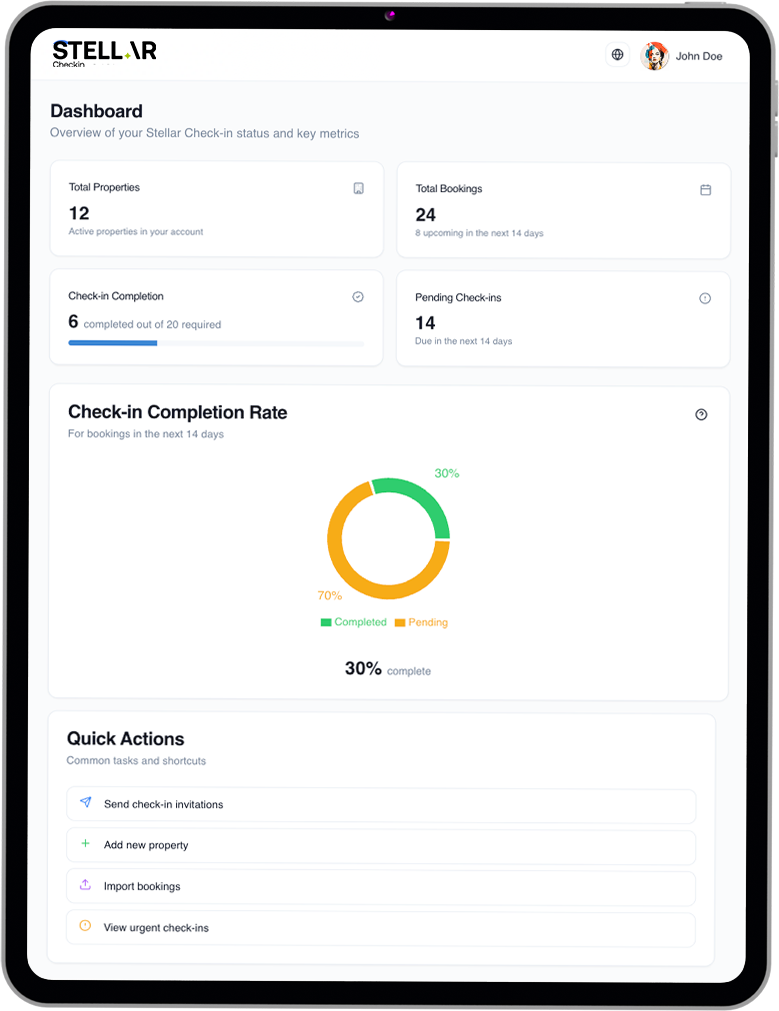 STELLAR
Checkin
John Doe
Dashboard
Overview of your Stellar Check-in status and key metrics
Total Properties
12
Active properties in your account
Total Bookings
24
8 upcoming in the next 14 days
Check-in Completion
6 completed out of 20 required
Pending Check-ins
14
Due in the next 14 days
Check-in Completion Rate
For bookings in the next 14 days
30%
70%
Completed Pending
30% complete
Quick Actions
Common tasks and shortcuts
Send check-in invitations
Add new property
Import bookings
View urgent check-ins